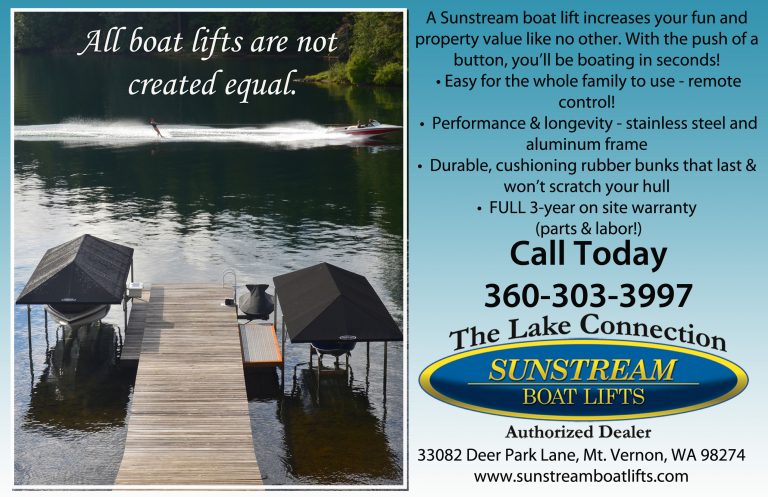 All boat lifts are not
created equal.
A Sunstream boat lift increases your fun and
property value like no other. With the push of a
button, you'll be boating in seconds!
• Easy for the whole family to use - remote
control!
• Performance & longevity - stainless steel and
aluminum frame
• Durable, cushioning rubber bunks that last &
won't scratch your hull
• FULL 3-year on site warranty
(parts & labor!)
Call Today
360-303-3997
The Lake Connection
SUNSTREAM
BOAT LIFTS
Authorized Dealer
33082 Deer Park Lane, Mt. Vernon, WA 98274
www.sunstreamboatlifts.com